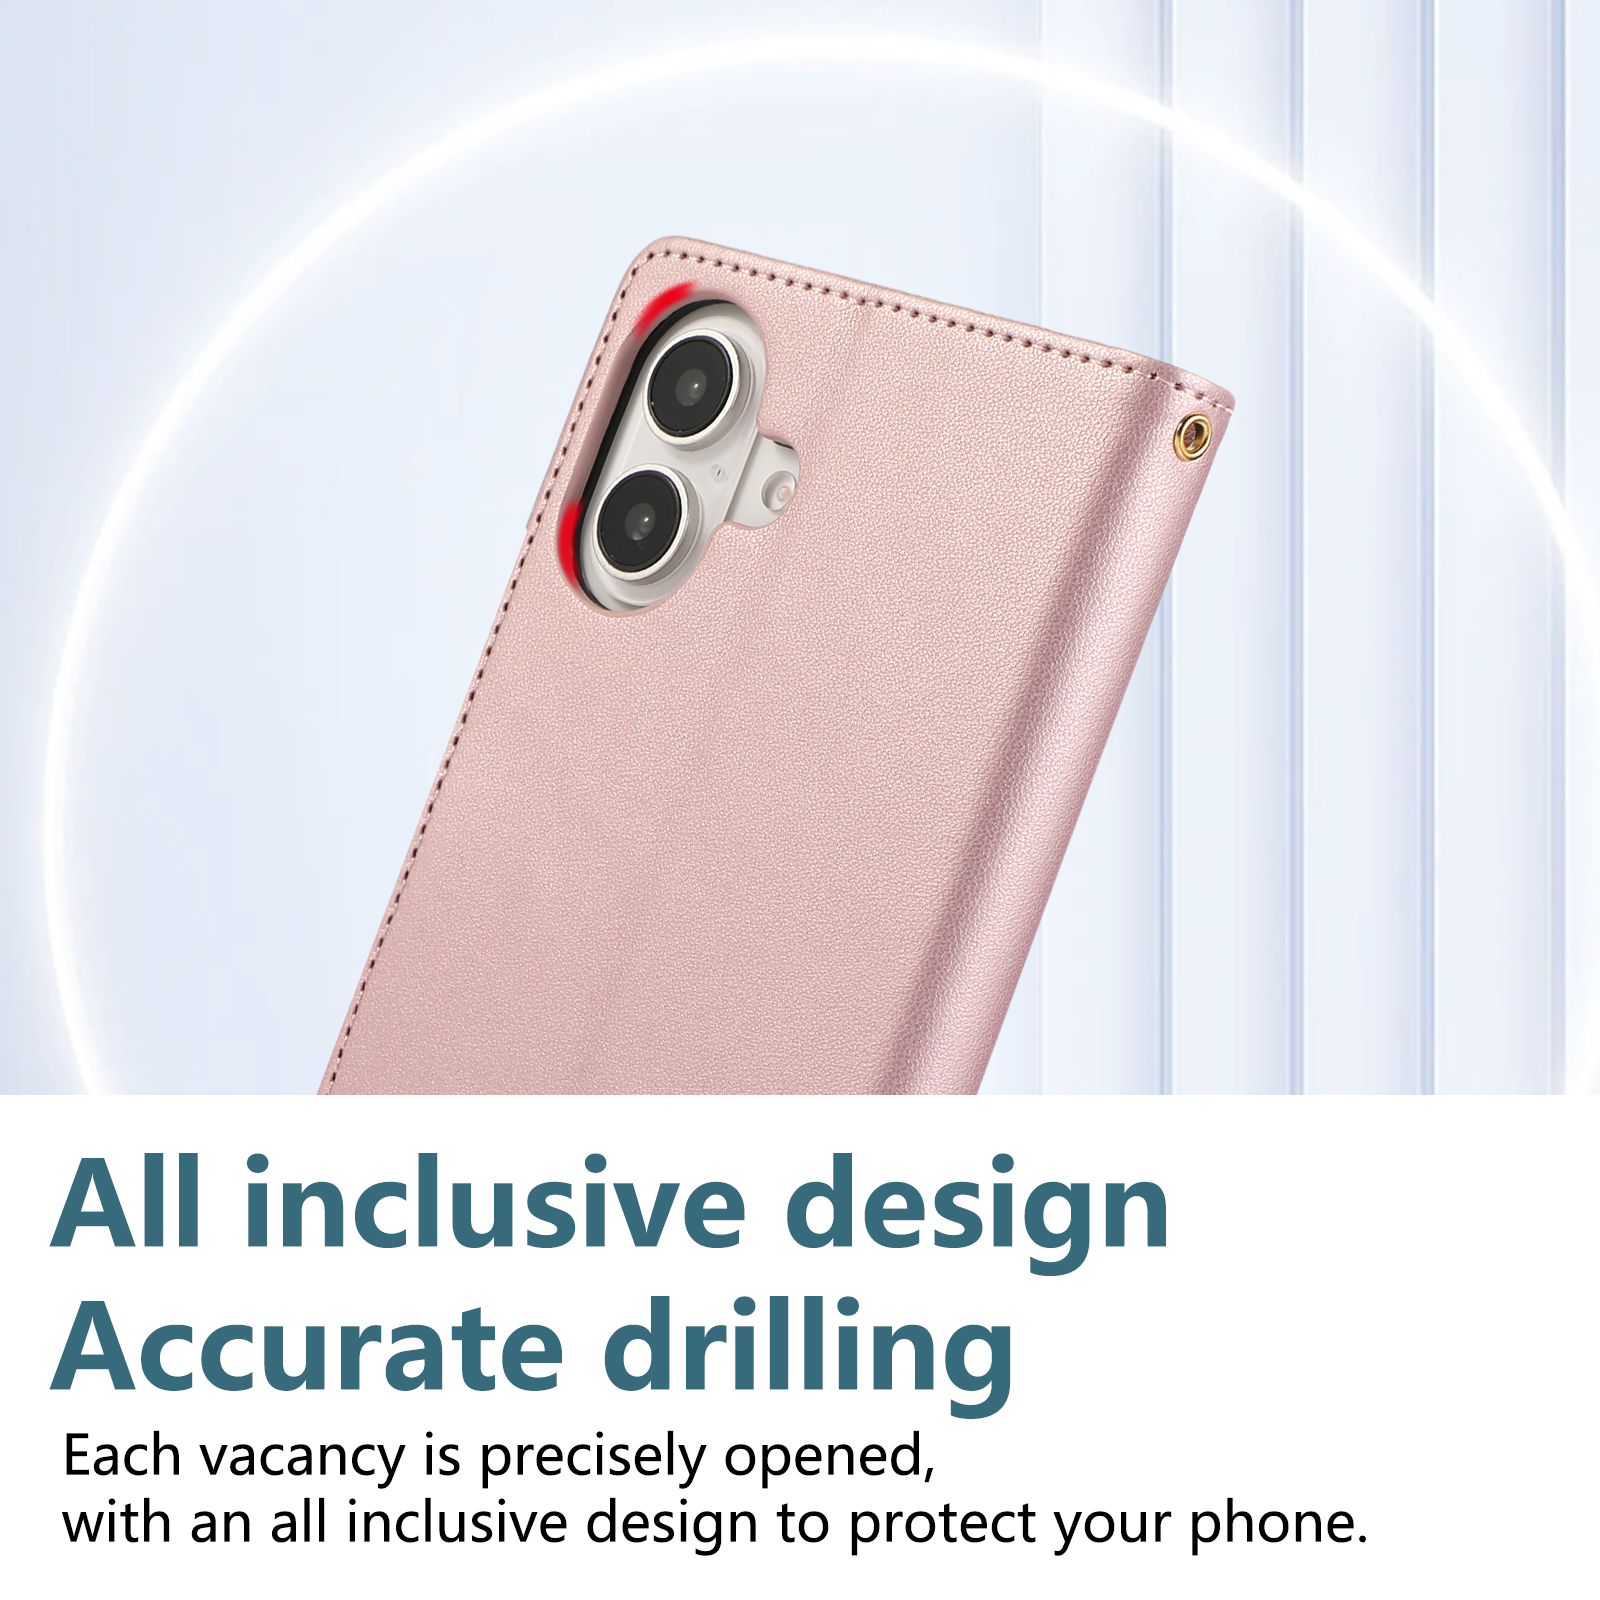 All inclusive design
Accurate drilling
Each vacancy is precisely opened,
with an all inclusive design to protect your phone.